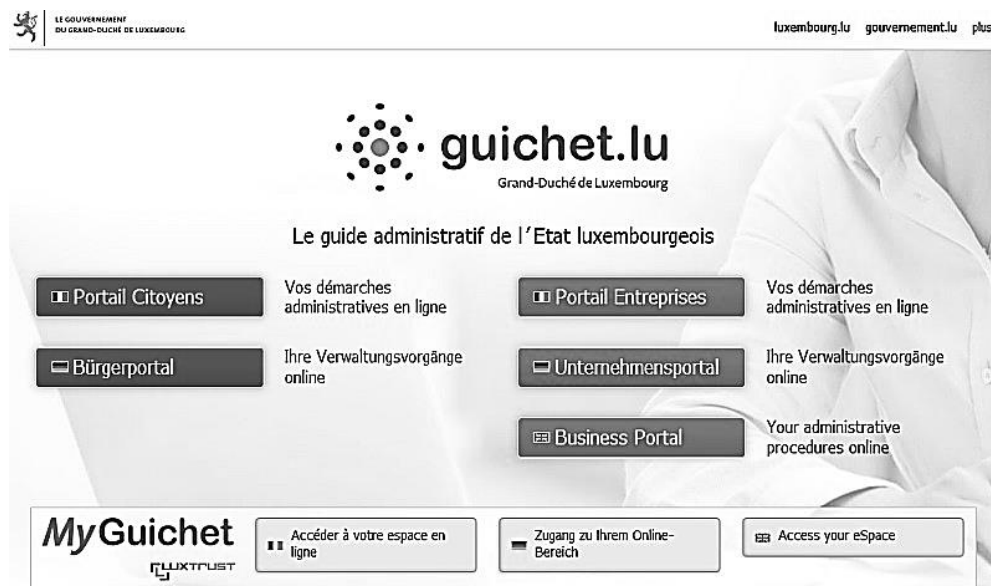 LE GOUVERNEMENT
DU GRAND-DUCHÉ DE LUXEMBOURG
luxembourg.lu gouvernement.lu plus
guichet.lu
Grand-Duché de Luxembourg
Le guide administratif de l'Etat luxembourgeois
Portail Citoyens
Vos démarches
administratives en ligne
Portail Entreprises
Vos démarches
administratives en ligne
Bürgerportal
Ihre Verwaltungsvorgänge
online
Unternehmensportal
Ihre Verwaltungsvorgänge
online
Business Portal
Your administrative
procedures online
MyGuichet
LUXTRUST
Accéder à votre espace en
ligne
Zugang zu Ihrem Online-
Bereich
Access your eSpace